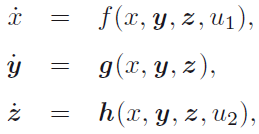 ẋ = f(x, y, z, u₁),
ẏ = g(x, y, z),
ż = h(x, y, z, u₂),